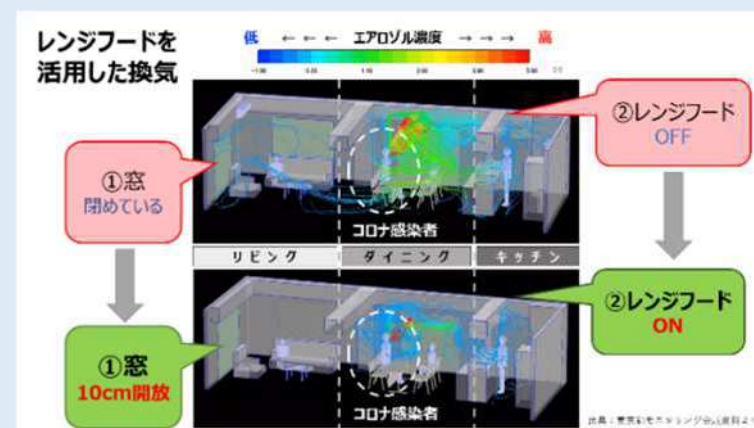 レンジフードを
活用した換気
低 ← ← ← エアロゾル濃度 → → → 高
①窓
閉めている
②レンジフード
OFF
コロナ感染者
リビング
ダイニング
キッチン
①窓
10cm開放
②レンジフード
ON
コロナ感染者